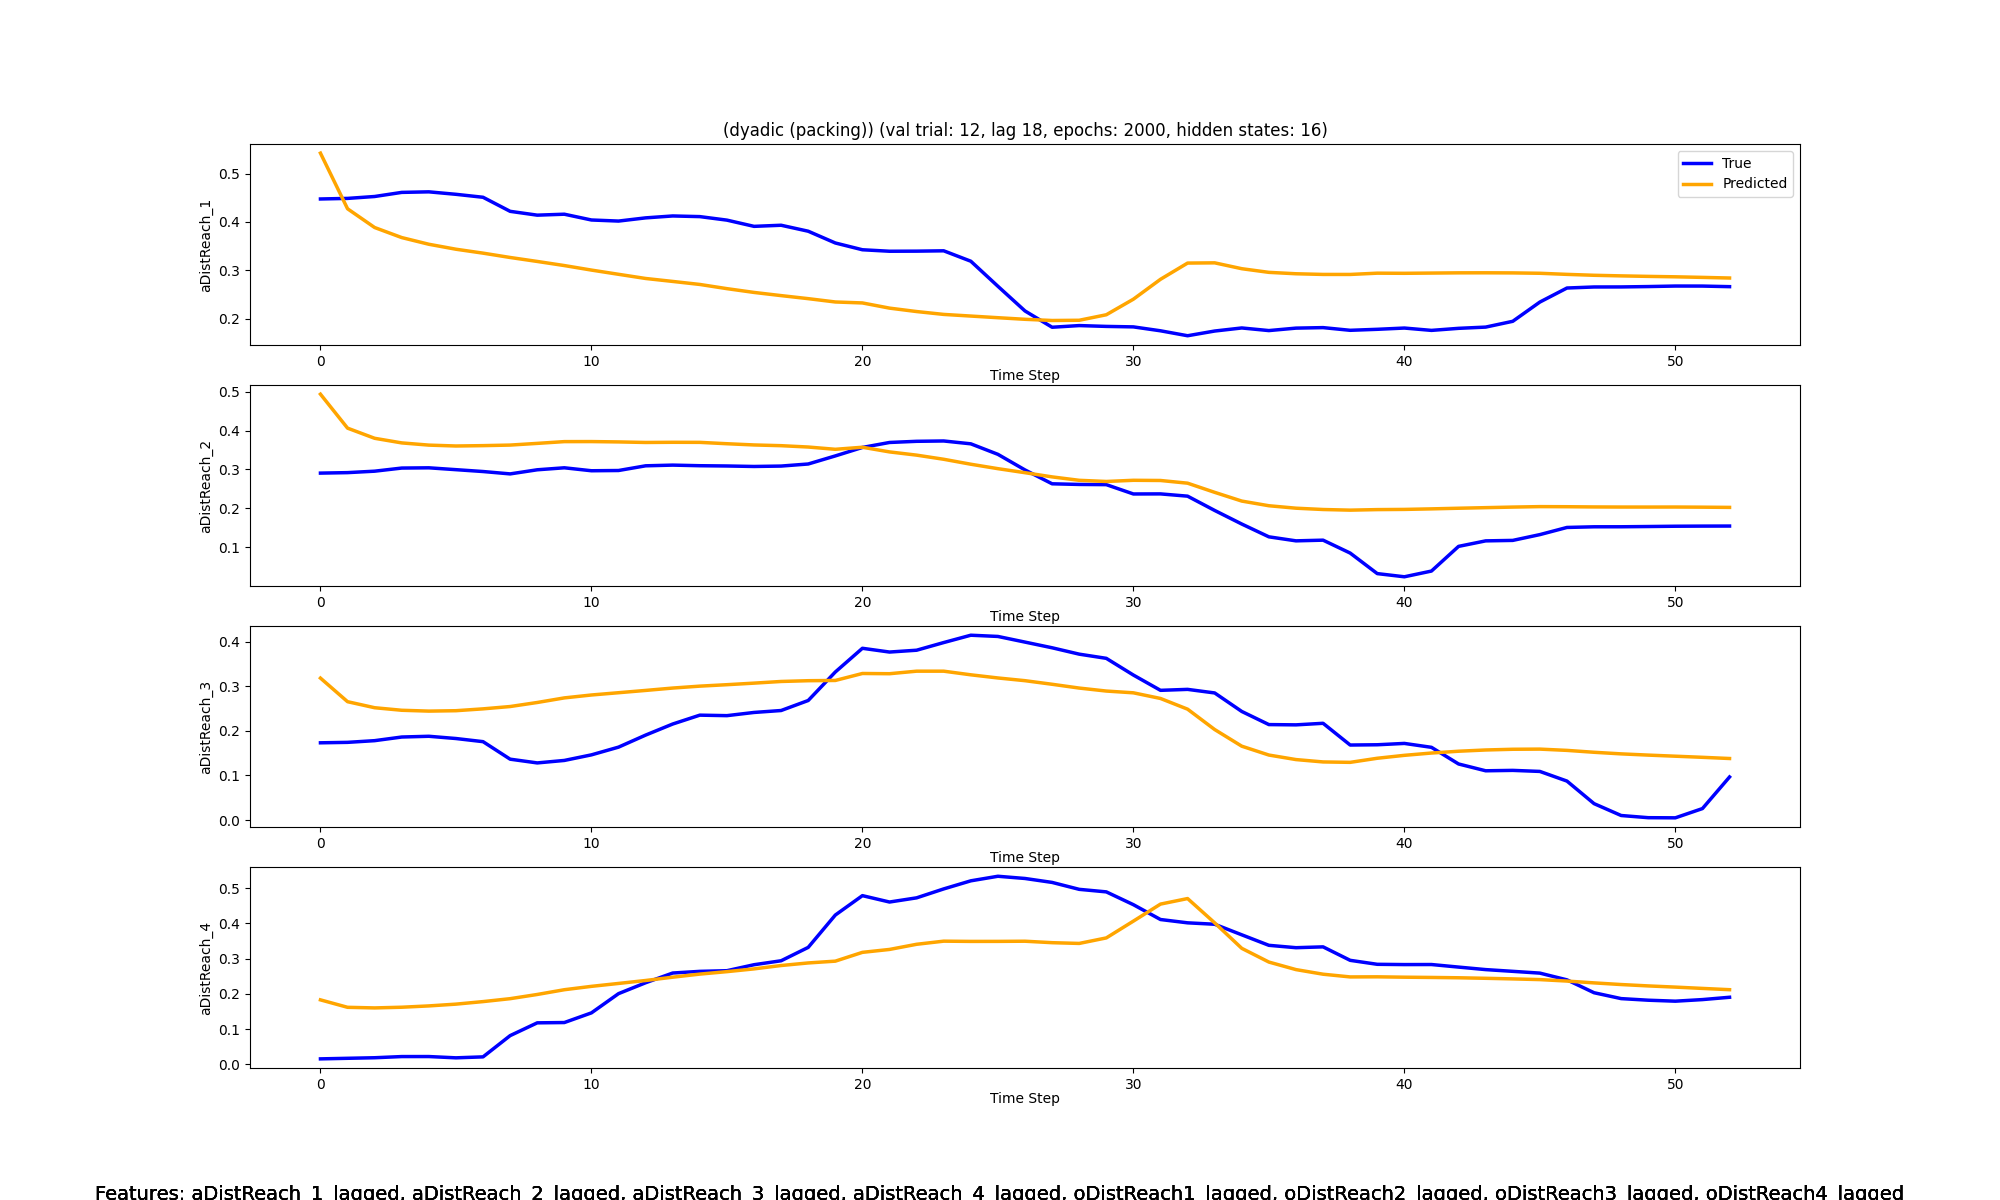 (dyadic (packing)) (val trial: 12, lag 18, epochs: 2000, hidden states: 16)
True
Predicted
aDistReach_1
0.5
0.4
0.3
0.2
0 10 20 30 40 50
Time Step
aDistReach_2
0.5
0.4
0.3
0.2
0.1
0 10 20 30 40 50
Time Step
aDistReach_3
0.4
0.3
0.2
0.1
0.0
0 10 20 30 40 50
Time Step
aDistReach_4
0.5
0.4
0.3
0.2
0.1
0.0
0 10 20 30 40 50
Time Step
Features: aDistReach_1_lagged, aDistReach_2_lagged, aDistReach_3_lagged, aDistReach_4_lagged, oDistReach1_lagged, oDistReach2_lagged, oDistReach3_lagged, oDistReach4_lagged